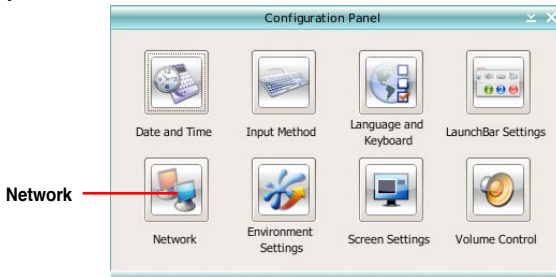 Configuration Panel
Date and Time
Input Method
Language and
Keyboard
LaunchBar Settings
Network
Network
Environment
Settings
Screen Settings
Volume Control